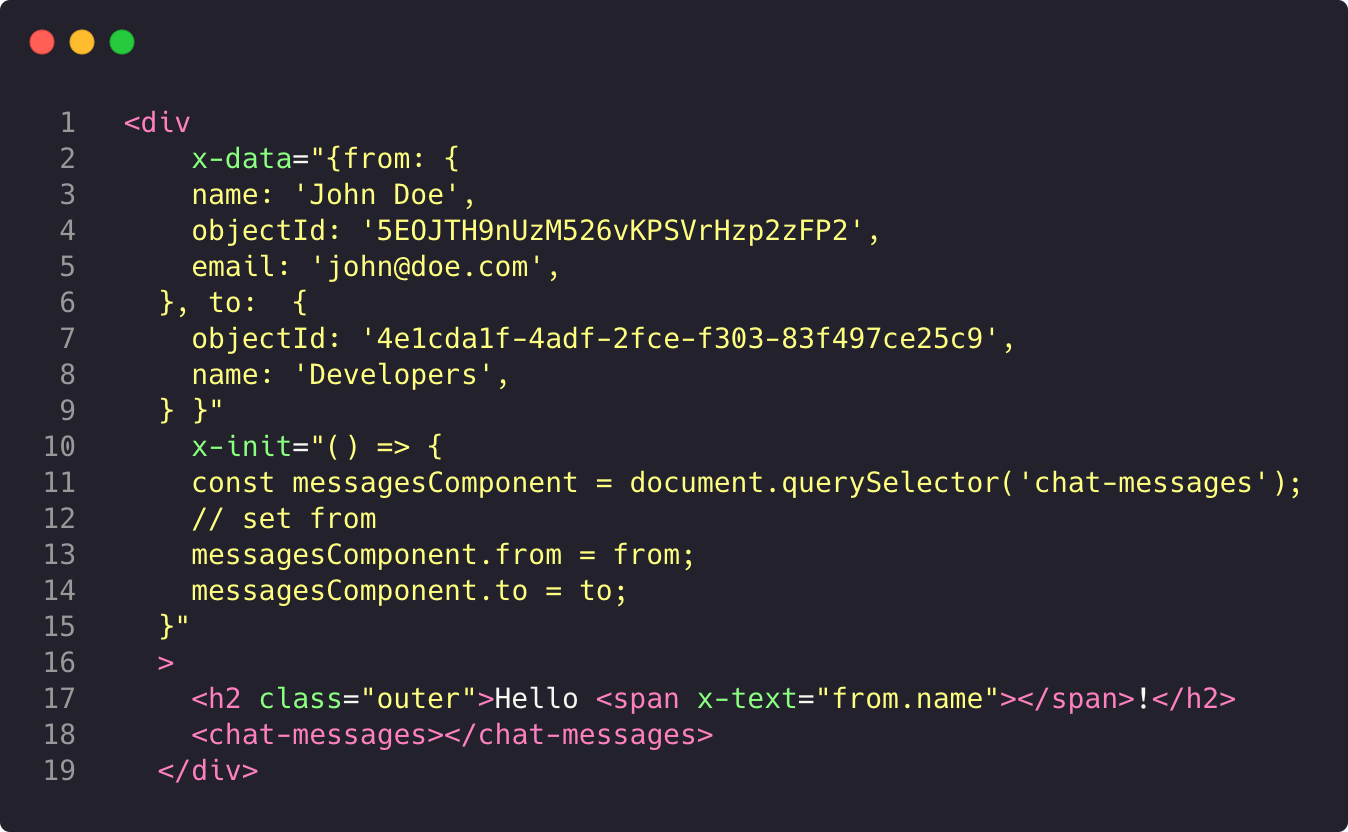 1 <div
2 x-data="{from: {
3 name: 'John Doe',
4 objectId: '5EOJTH9nUzM526vKPSVrHzp2zFP2',
5 email: 'john@doe.com',
6 }, to:  {
7 objectId: '4e1cda1f-4adf-2fce-f303-83f497ce25c9',
8 name: 'Developers',
9 } }"
10 x-init="() => {
11 const messagesComponent = document.querySelector('chat-messages');
12 // set from
13 messagesComponent.from = from;
14 messagesComponent.to = to;
15 }"
16 >
17 <h2 class="outer">Hello <span x-text="from.name"></span>!</h2>
18 <chat-messages></chat-messages>
19 </div>